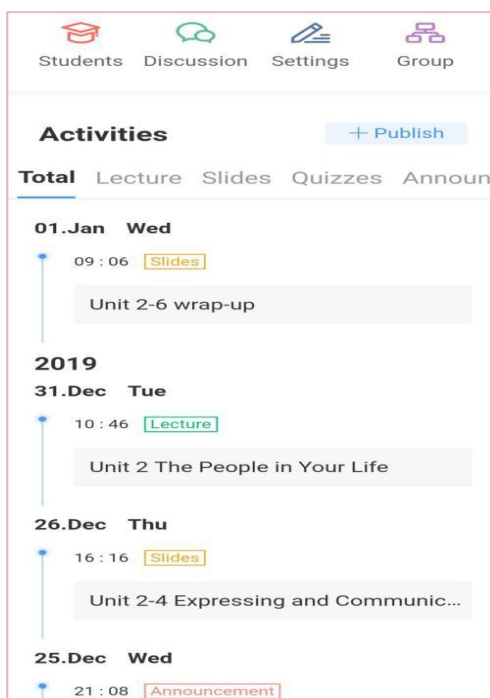 Students Discussion Settings Group
Activities + Publish
Total Lecture Slides Quizzes Announ
01.Jan Wed
09:06 Slides
Unit 2-6 wrap-up
2019
31.Dec Tue
10:46 Lecture
Unit 2 The People in Your Life
26.Dec Thu
16:16 Slides
Unit 2-4 Expressing and Communic...
25.Dec Wed
21:08 Announcement